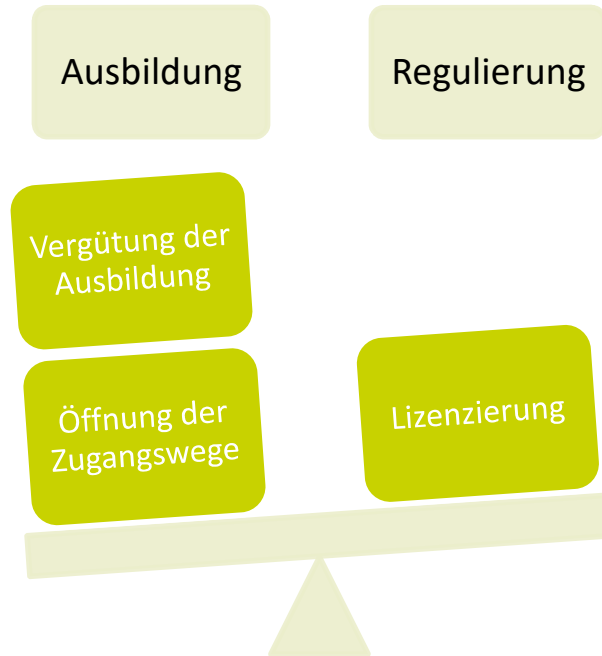 Ausbildung
Regulierung
Vergütung der
Ausbildung
Öffnung der
Zugangswege
Lizenzierung